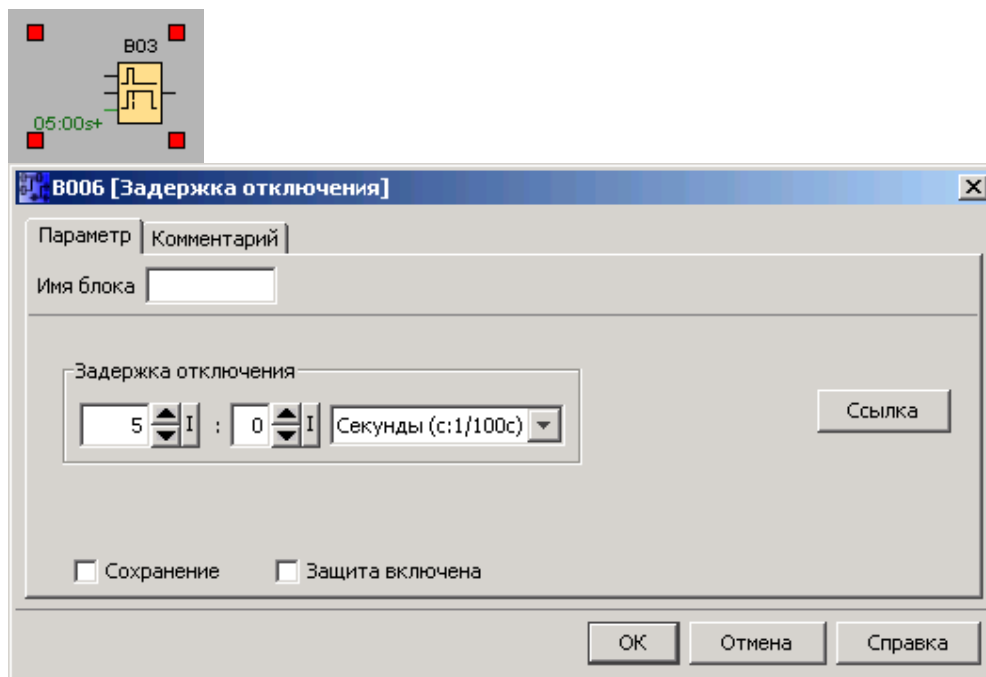 B03
05:00s+
B006 [Задержка отключения]
Параметр Комментарий
Имя блока
Задержка отключения
5 : 0 Секунды (с:1/100с)
Ссылка
Сохранение Защита включена
ОК Отмена Справка